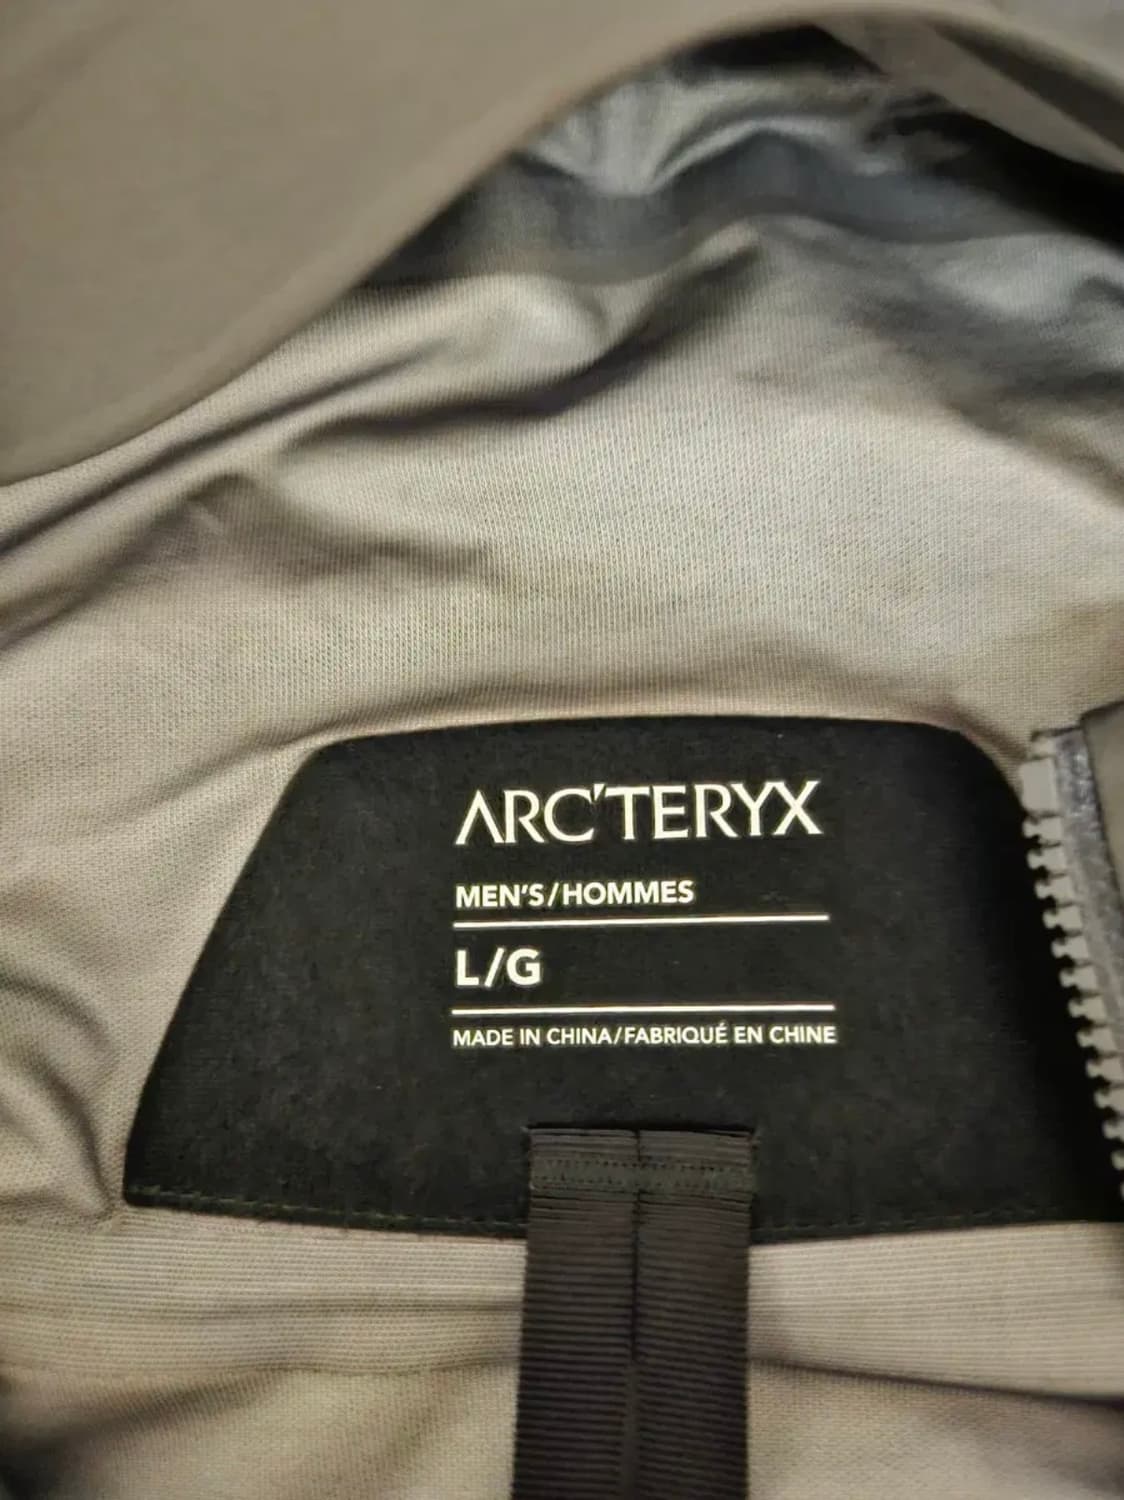 ARC'TERYX
MEN'S/HOMMES
L/G
MADE IN CHINA/FABRIQUÉ EN CHINE